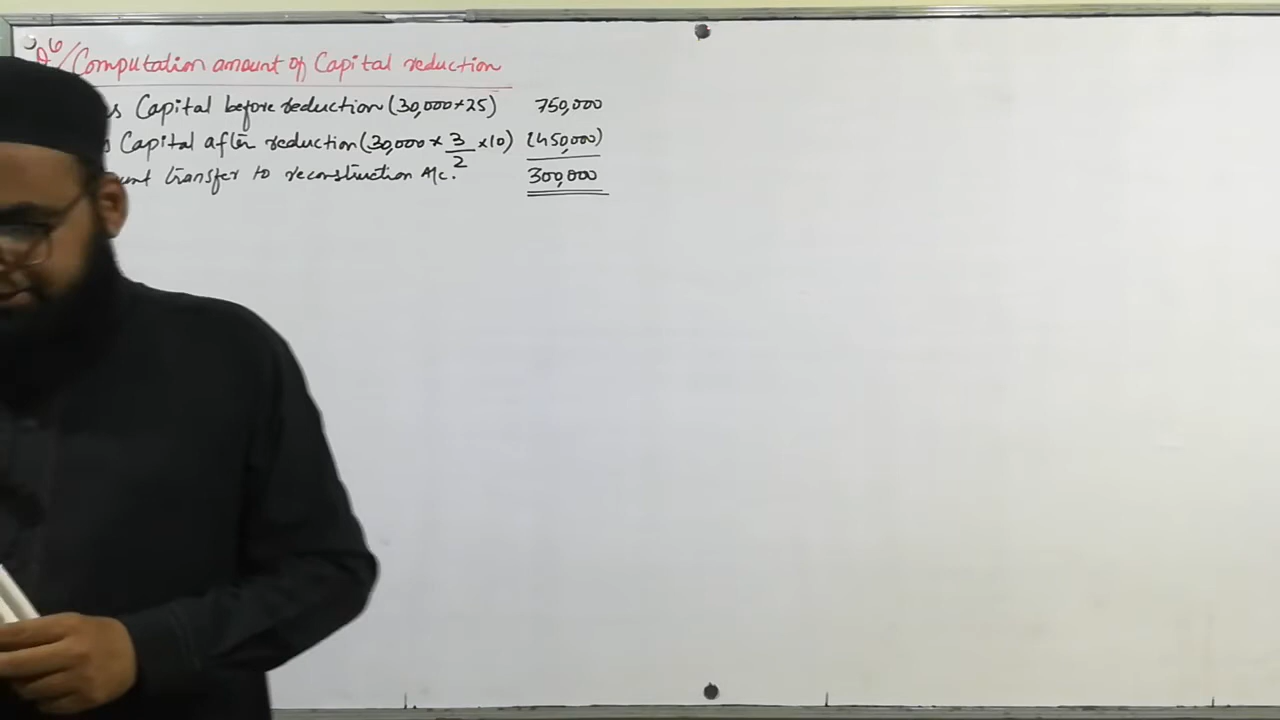 Computation amount of Capital reduction
Capital before reduction (30,000×25) 750,000
Capital after reduction (30,000 × 3/2 ×10) (450,000)
transfer to reconstruction A/c. 300,000